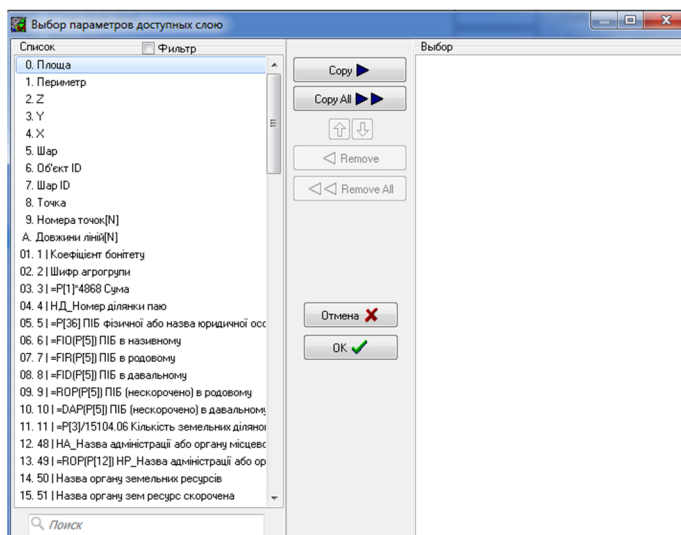 Выбор параметров доступных слою
Список
Фильтр
Выбор
0. Площа
1. Периметр
2. Z
3. Y
4. X
5. Шар
6. Об'єкт ID
7. Шар ID
8. Точка
9. Номера точок[N]
A. Довжини ліній[N]
01. 1 | Коефіцієнт бонітету
02. 2 | Шифр агрогрупи
03. 3 | =P[1]*4868 Сума
04. 4 | НД_Номер ділянки паю
05. 5 | =P[36] ПІБ фізичної або назва юридичної осо
06. 6 | =FIO(P[5]) ПІБ в називному
07. 7 | =FIR(P[5]) ПІБ в родовому
08. 8 | =FID(P[5]) ПІБ в давальному
09. 9 | =ROP(P[5]) ПІБ (нескорочено) в родовому
10. 10 | =DAP(P[5]) ПІБ (нескорочено) в давальному
11. 11 | =P[3]/15104.06 Кількість земельних діляно
12. 48 | НА_Назва адміністрації або органу місцево
13. 49 | =ROP(P[12]) НР_Назва адміністрації або ор
14. 50 | Назва органу земельних ресурсів
15. 51 | Назва органу зем ресурс скорочена
Поиск
Copy
Copy All
Remove
Remove All
Отмена
OK